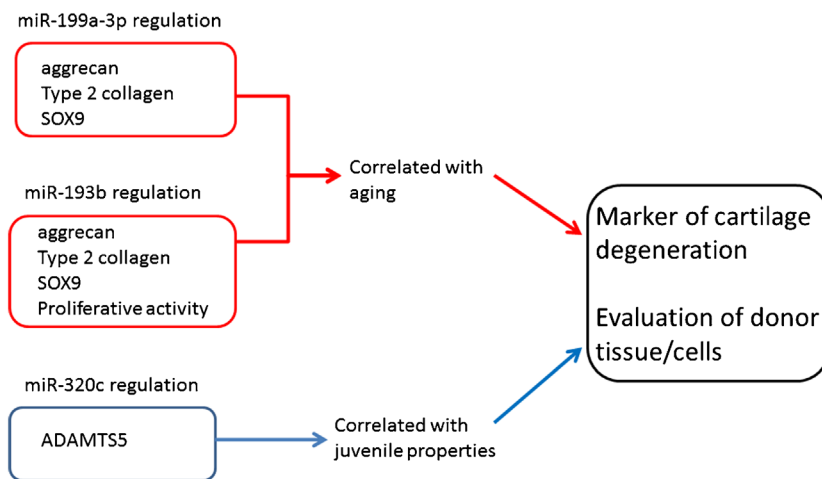 miR-199a-3p regulation
aggrecan
Type 2 collagen
SOX9
miR-193b regulation
aggrecan
Type 2 collagen
SOX9
Proliferative activity
miR-320c regulation
ADAMTS5
Correlated with
aging
Correlated with
juvenile properties
Marker of cartilage
degeneration
Evaluation of donor
tissue/cells